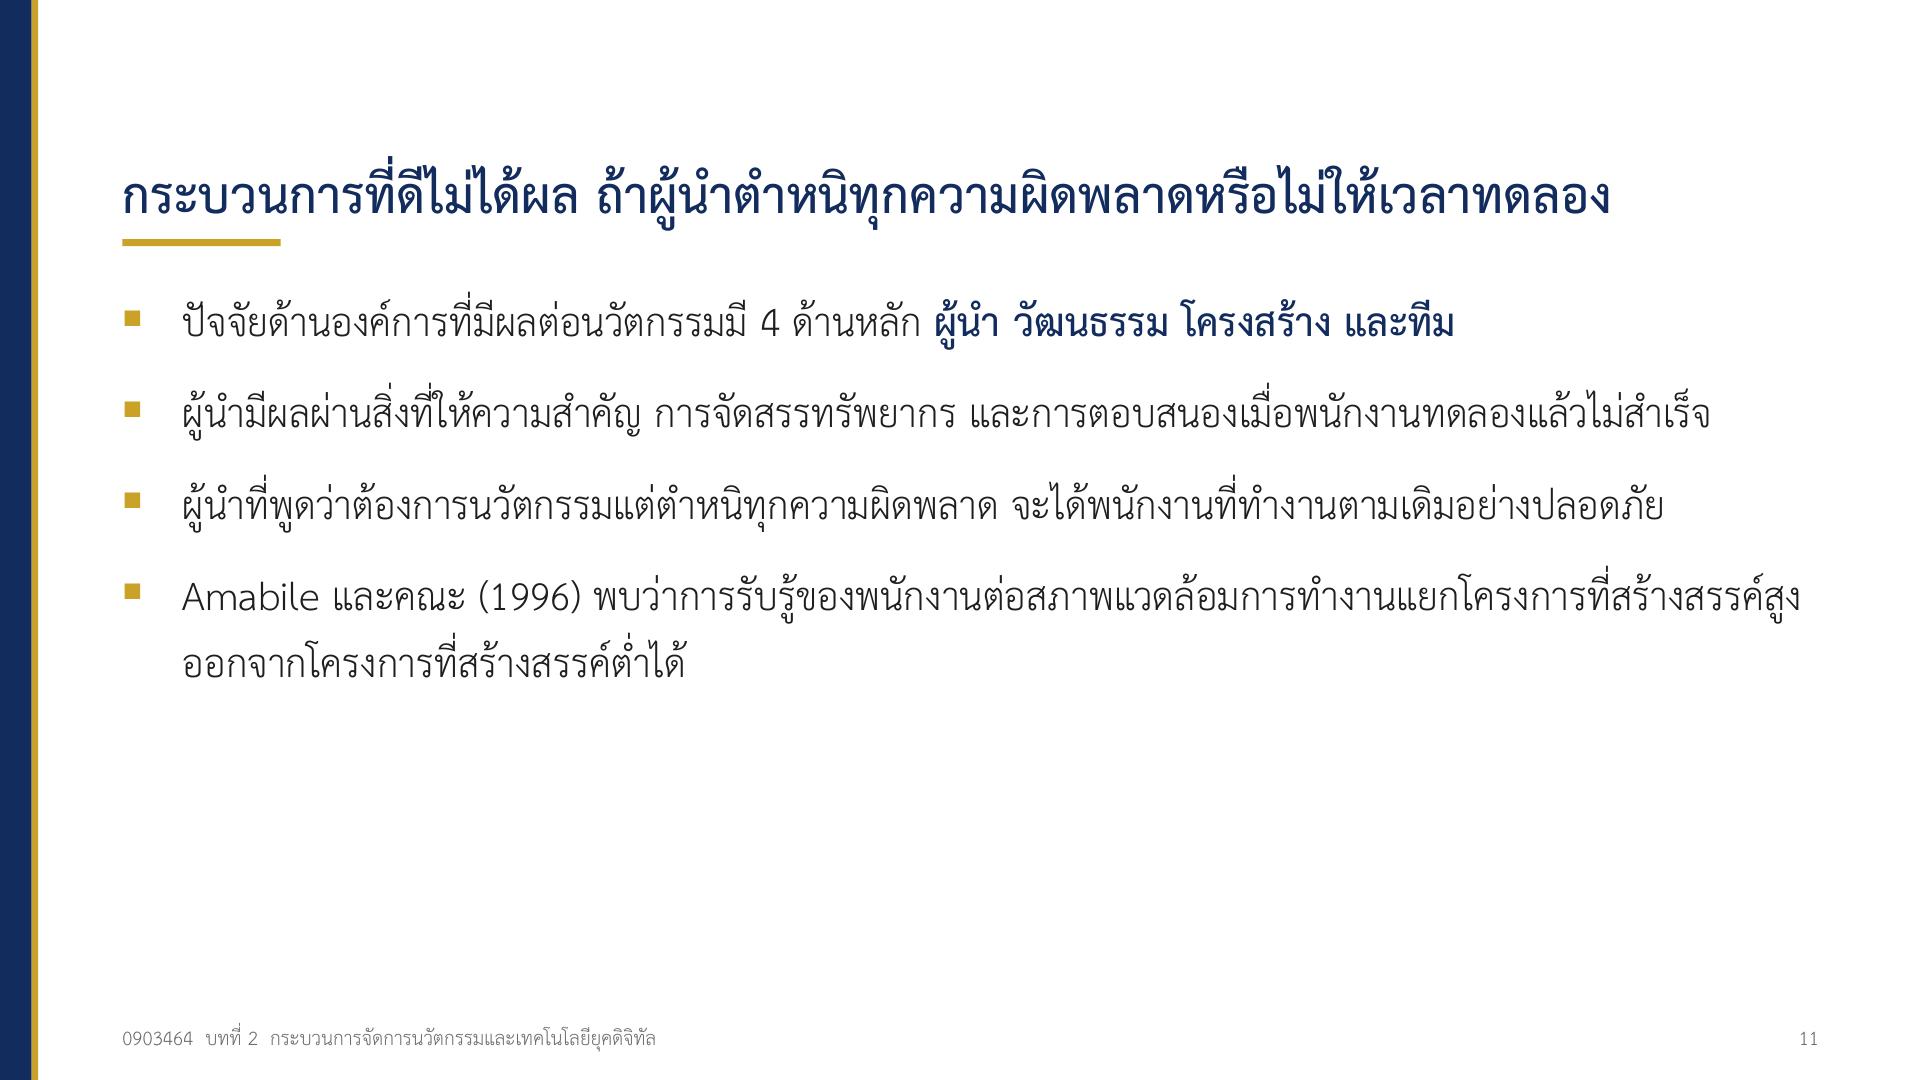 กระบวนการที่ดีไม่ได้ผล ถ้าผู้นำตำหนิทุกความผิดพลาดหรือไม่ให้เวลาทดลอง
ปัจจัยด้านองค์การที่มีผลต่อนวัตกรรมมี 4 ด้านหลัก ผู้นำ วัฒนธรรม โครงสร้าง และทีม
ผู้นำมีผลผ่านสิ่งที่ให้ความสำคัญ การจัดสรรทรัพยากร และการตอบสนองเมื่อพนักงานทดลองแล้วไม่สำเร็จ
ผู้นำที่พูดว่าต้องการนวัตกรรมแต่ตำหนิทุกความผิดพลาด จะได้พนักงานที่ทำงานตามเดิมอย่างปลอดภัย
Amabile และคณะ (1996) พบว่าการรับรู้ของพนักงานต่อสภาพแวดล้อมการทำงานแยกโครงการที่สร้างสรรค์สูง
ออกจากโครงการที่สร้างสรรค์ต่ำได้
0903464 บทที่ 2 กระบวนการจัดการนวัตกรรมและเทคโนโลยียุคดิจิทัล
11